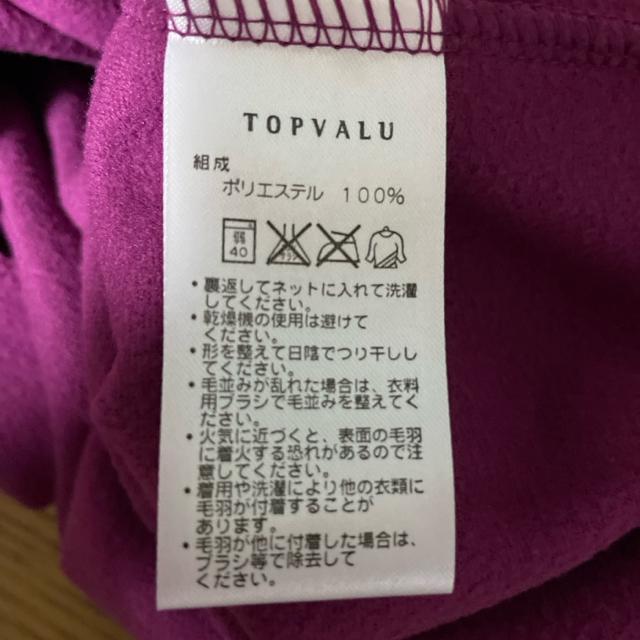 TOPVALU
組成
ポリエステル 100%
弱
40
エンソ
・裏返してネットに入れて洗濯
してください。
・乾燥機の使用は避けて
ください。
・形を整えて日陰でつり干しし
てください。
・毛並みが乱れた場合は、衣料
用ブラシで毛並みを整えてく
ださい。
・火気に近づくと、表面の毛羽
に着火する恐れがあるので注
意してください。
・着用や洗濯により他の衣類に
毛羽が付着することが
あります。
・毛羽が他に付着した場合は、
ブラシ等で除去して
ください。